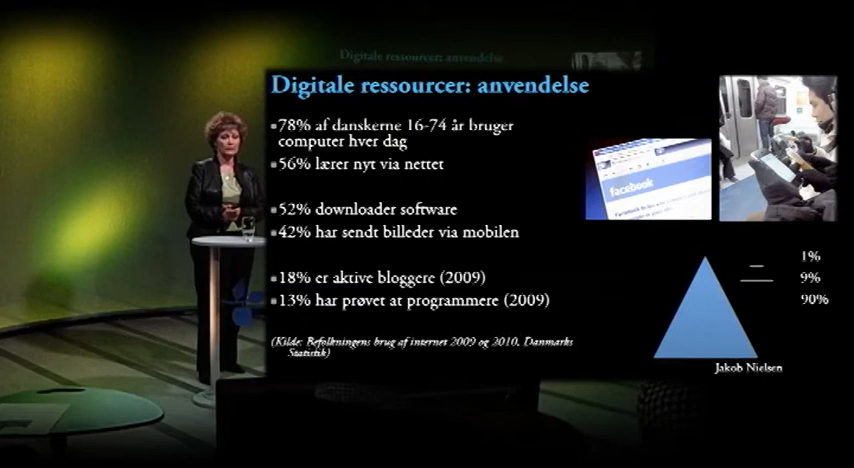 Digitale ressourcer: anvendelse
Digitale ressourcer: anvendelse
78% af danskerne 16-74 år bruger
computer hver dag
56% lærer nyt via nettet
facebook
52% downloader software
42% har sendt billeder via mobilen
1%
18% er aktive bloggere (2009)
9%
13% har prøvet at programmere (2009)
90%
(Kilde: Befolkningens brug af internet 2009 og 2010, Danmarks
Statistik)
Jakob Nielsen